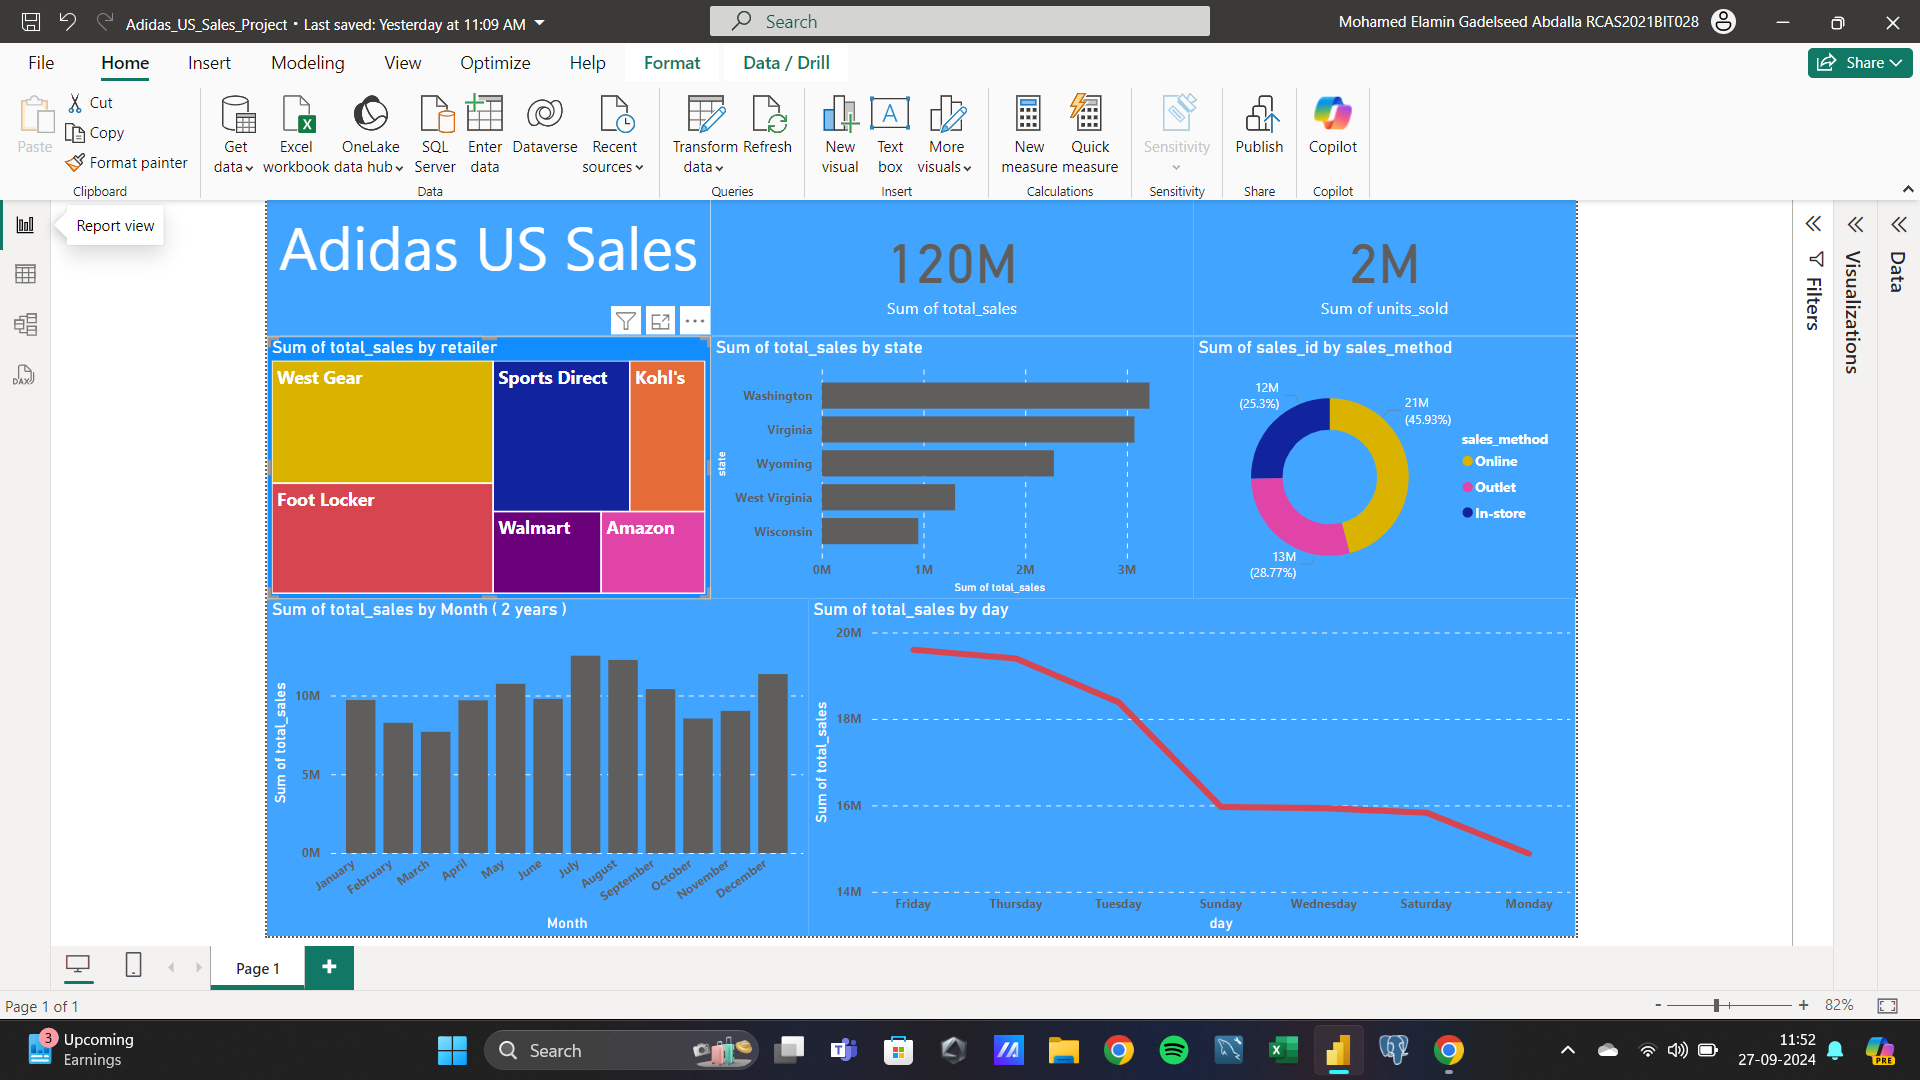 Adidas_US_Sales_Project • Last saved: Yesterday at 11:09 AM
Search
Mohamed Elamin Gadelseed Abdalla RCAS2021BIT028
File Home Insert Modeling View Optimize Help Format Data / Drill
Share
Paste
Cut
Copy
Format painter
Clipboard
Get data
Excel workbook
OneLake data hub
SQL Server
Enter data
Dataverse
Recent sources
Data
Transform data
Refresh
Queries
New visual
Text box
More visuals
Insert
New measure
Quick measure
Calculations
Sensitivity
Sensitivity
Publish
Share
Copilot
Copilot
Report view
Adidas US Sales
120M
Sum of total_sales
2M
Sum of units_sold
Sum of total_sales by retailer
West Gear
Sports Direct
Kohl's
Foot Locker
Walmart
Amazon
Sum of total_sales by state
state
Washington
Virginia
Wyoming
West Virginia
Wisconsin
0M 1M 2M 3M
Sum of total_sales
Sum of sales_id by sales_method
12M
(25.3%)
21M
(45.93%)
13M
(28.77%)
sales_method
Online
Outlet
In-store
Sum of total_sales by Month ( 2 years )
Sum of total_sales
10M
5M
0M
January February March April May June July August September October November December
Month
Sum of total_sales by day
Sum of total_sales
20M
18M
16M
14M
Friday Thursday Tuesday Sunday Wednesday Saturday Monday
day
Filters
Visualizations
Data
Page 1
+
Page 1 of 1
- + 82%
3
Upcoming
Earnings
Search
11:52
27-09-2024
PRE
DAX